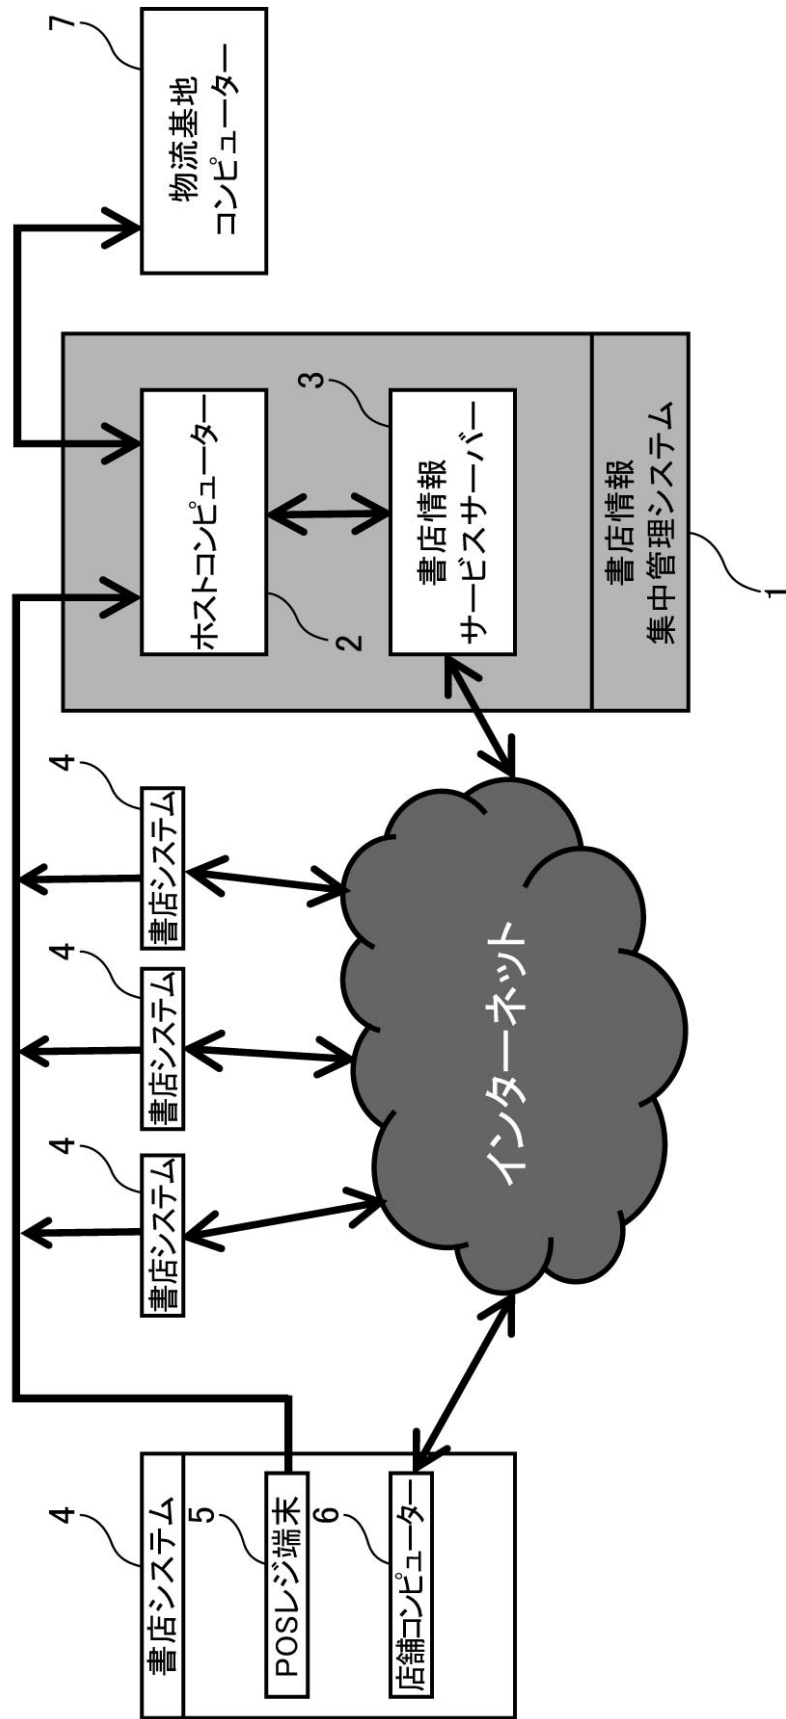 書店システム
4
POSレジ端末
5
店舗コンピューター
6
書店システム
4
書店システム
4
書店システム
4
インターネット
ホストコンピューター
2
書店情報
サービスサーバー
3
書店情報
集中管理システム
1
物流基地
コンピューター
7